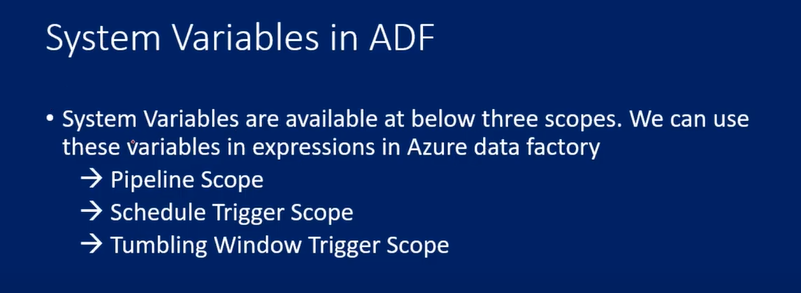 System Variables in ADF
• System Variables are available at below three scopes. We can use
these variables in expressions in Azure data factory
→ Pipeline Scope
→ Schedule Trigger Scope
→ Tumbling Window Trigger Scope